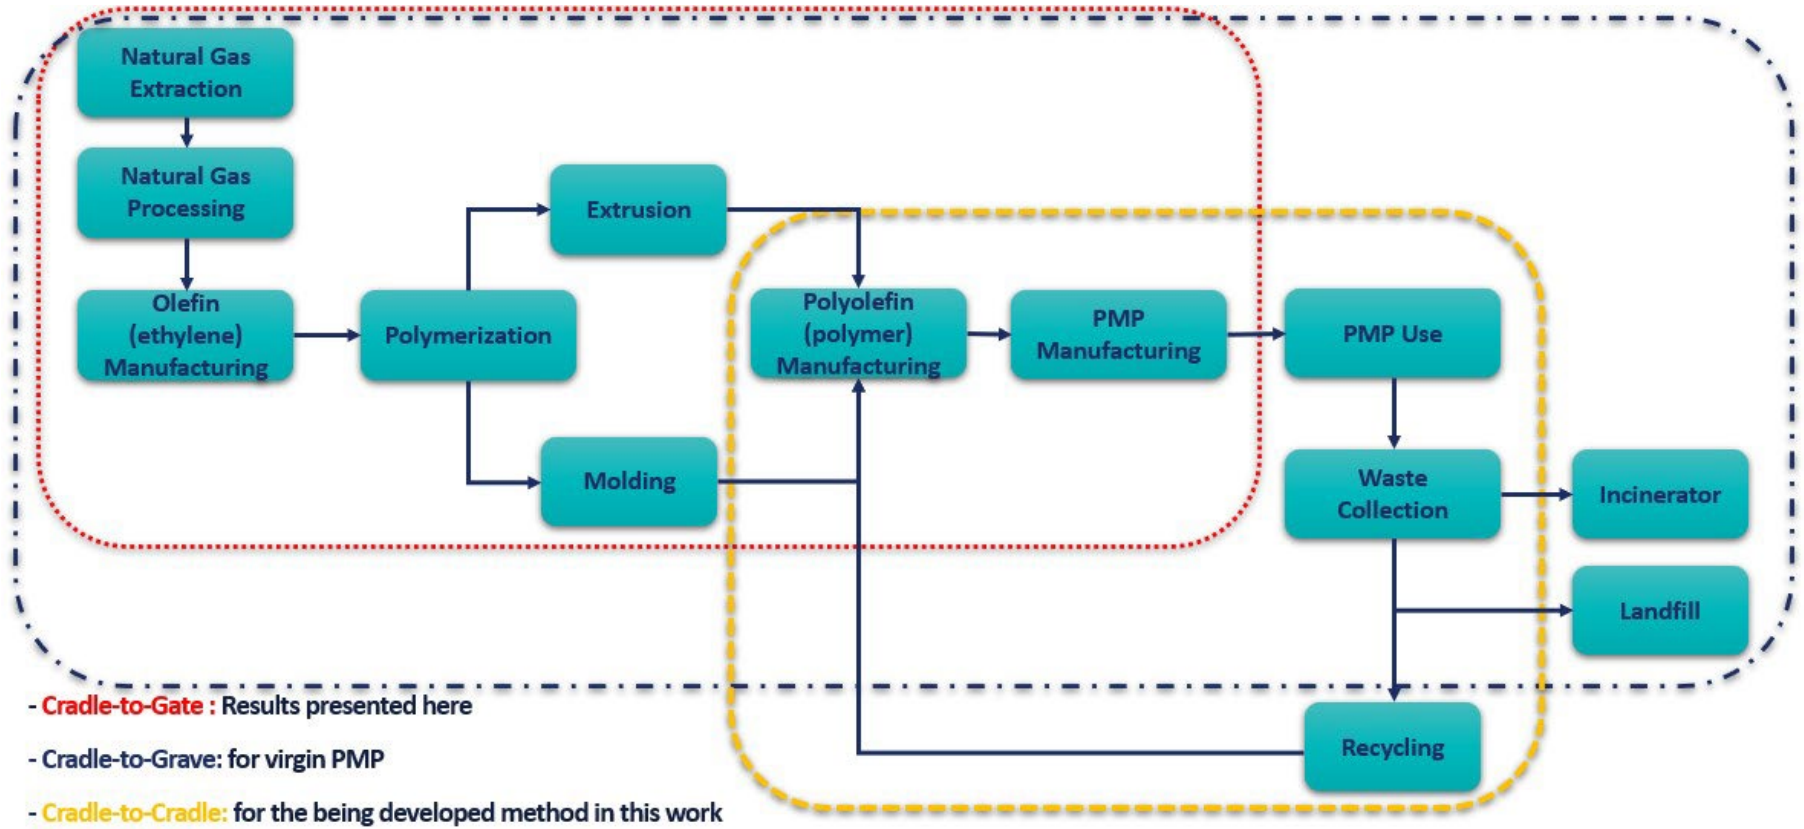 Natural Gas
Extraction
Natural Gas
Processing
Olefin
(ethylene)
Manufacturing
Polymerization
Extrusion
Molding
Polyolefin
(polymer)
Manufacturing
PMP
Manufacturing
PMP Use
Waste
Collection
Incinerator
Landfill
Recycling
- Cradle-to-Gate : Results presented here
- Cradle-to-Grave: for virgin PMP
- Cradle-to-Cradle: for the being developed method in this work